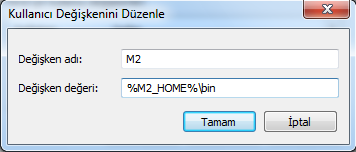 Kullanıcı Değişkenini Düzenle
Değişken adı: M2
Değişken değeri: %M2_HOME%\bin
Tamam İptal